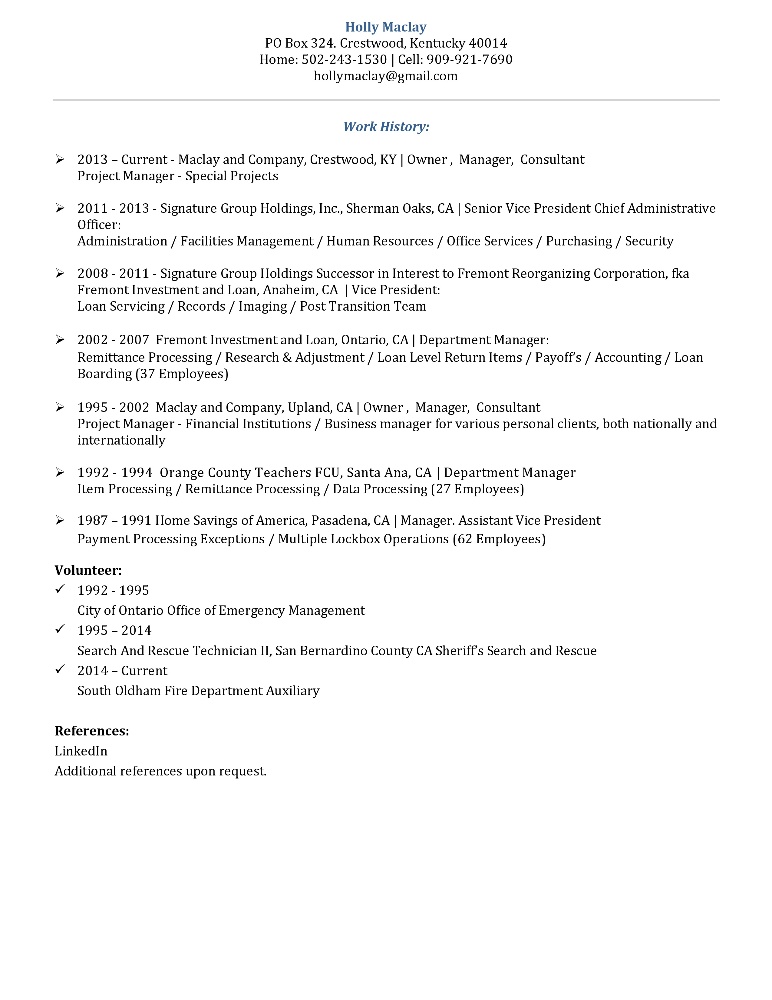 Holly Maclay
PO Box 324. Crestwood, Kentucky 40014
Home: 502-243-1530 | Cell: 909-921-7690
hollymaclay@gmail.com
Work History:
➢ 2013 – Current - Maclay and Company, Crestwood, KY | Owner , Manager, Consultant
Project Manager - Special Projects
➢ 2011 - 2013 - Signature Group Holdings, Inc., Sherman Oaks, CA | Senior Vice President Chief Administrative
Officer:
Administration / Facilities Management / Human Resources / Office Services / Purchasing / Security
➢ 2008 - 2011 - Signature Group Holdings Successor in Interest to Fremont Reorganizing Corporation, fka
Fremont Investment and Loan, Anaheim, CA | Vice President:
Loan Servicing / Records / Imaging / Post Transition Team
➢ 2002 - 2007 Fremont Investment and Loan, Ontario, CA | Department Manager:
Remittance Processing / Research & Adjustment / Loan Level Return Items / Payoff's / Accounting / Loan
Boarding (37 Employees)
➢ 1995 - 2002 Maclay and Company, Upland, CA | Owner , Manager, Consultant
Project Manager - Financial Institutions / Business manager for various personal clients, both nationally and
internationally
➢ 1992 - 1994 Orange County Teachers FCU, Santa Ana, CA | Department Manager
Item Processing / Remittance Processing / Data Processing (27 Employees)
➢ 1987 – 1991 Home Savings of America, Pasadena, CA | Manager. Assistant Vice President
Payment Processing Exceptions / Multiple Lockbox Operations (62 Employees)
Volunteer:
✓ 1992 - 1995
City of Ontario Office of Emergency Management
✓ 1995 – 2014
Search And Rescue Technician II, San Bernardino County CA Sheriff's Search and Rescue
✓ 2014 – Current
South Oldham Fire Department Auxiliary
References:
LinkedIn
Additional references upon request.